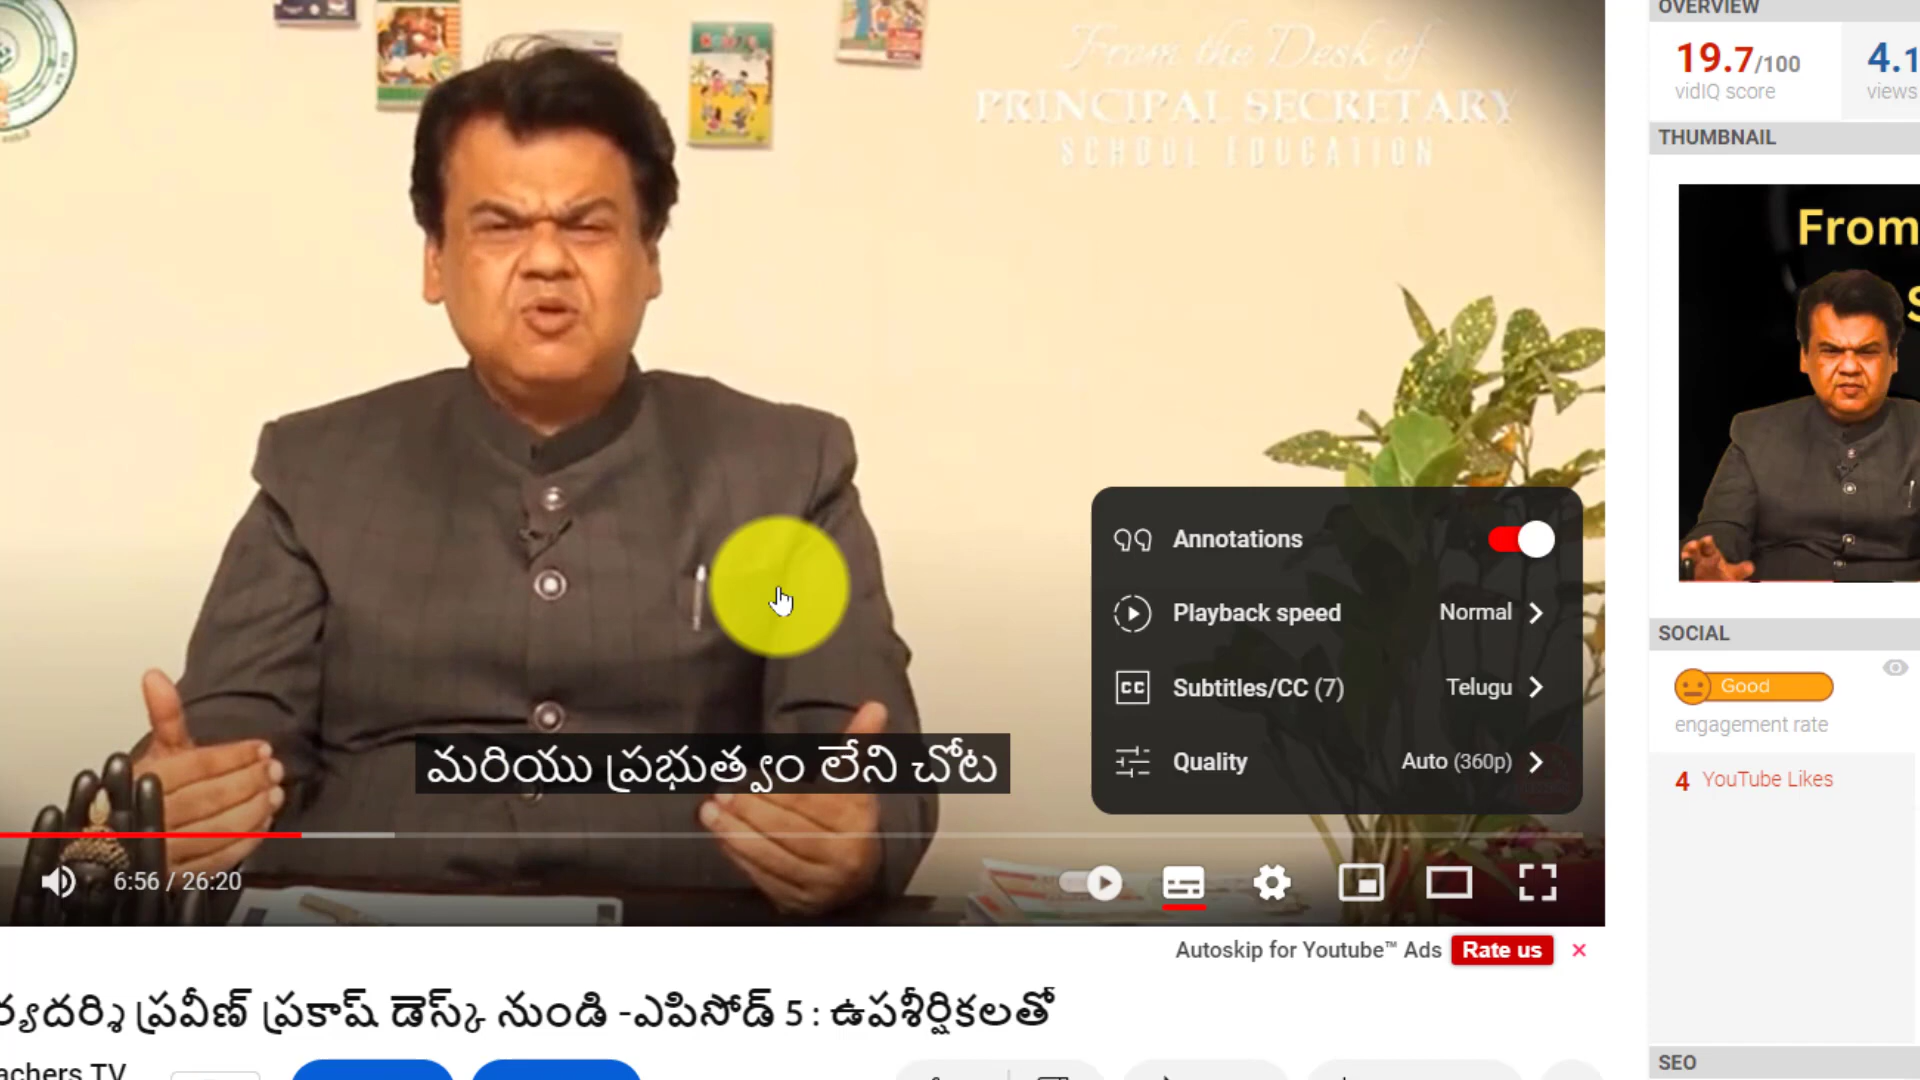 From the Desk of
PRINCIPAL SECRETARY
SCHOOL EDUCATION
Annotations
Playback speed Normal
Subtitles/CC (7) Telugu
Quality Auto (360p)
మరియు ప్రభుత్వం లేని చోట
6:56 / 26:20
Autoskip for Youtube™ Ads Rate us
ర్యదర్శి ప్రవీణ్ ప్రకాష్ డెస్క్ నుండి -ఎపిసోడ్ 5 : ఉపశీర్షికలతో
achers TV
OVERVIEW
19.7/100
vidIQ score
4.1
views
THUMBNAIL
From
S
SOCIAL
Good
engagement rate
4 YouTube Likes
SEO